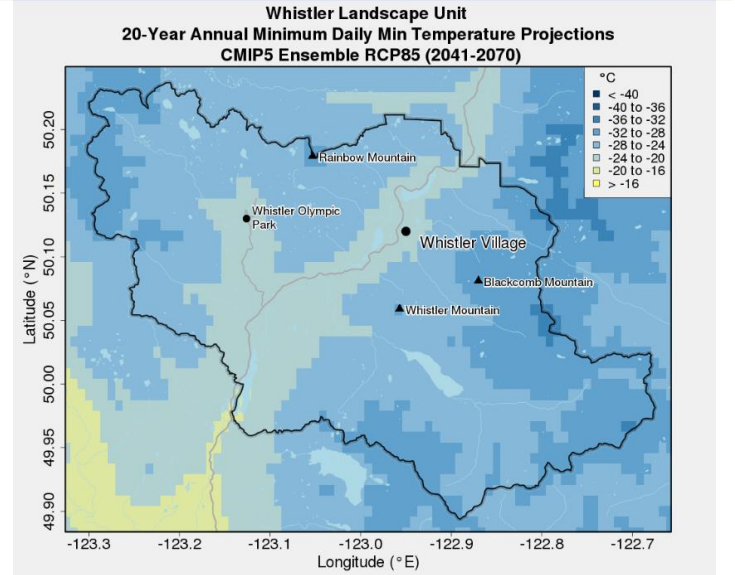 Whistler Landscape Unit
20-Year Annual Minimum Daily Min Temperature Projections
CMIP5 Ensemble RCP85 (2041-2070)
°C
< -40
-40 to -36
-36 to -32
-32 to -28
-28 to -24
-24 to -20
-20 to -16
> -16
Rainbow Mountain
Whistler Olympic
Park
Whistler Village
Blackcomb Mountain
Whistler Mountain
Latitude (°N)
50.20
50.15
50.10
50.05
50.00
49.95
49.90
-123.3
-123.2
-123.1
-123.0
-122.9
-122.8
-122.7
Longitude (°E)